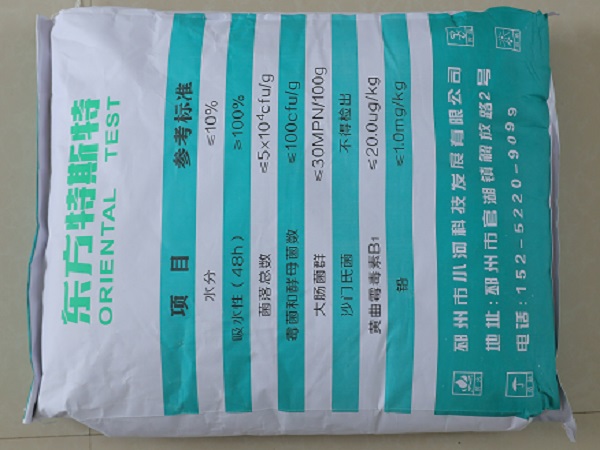 东方特斯特
ORIENTAL TEST
项目 参考标准
水分 ≤10%
吸水性（48h） ≥100%
菌落总数 ≤5x10⁴cfu/g
霉菌和酵母菌数 ≤100cfu/g
大肠菌群 ≤30MPN/100g
沙门氏菌 不得检出
黄曲霉毒素B₁ ≤20.0ug/kg
铅 ≤1.0mg/kg
邳州市小河科技发展有限公司
地址:邳州市官湖镇解放路2号
电话:152-5220-9099